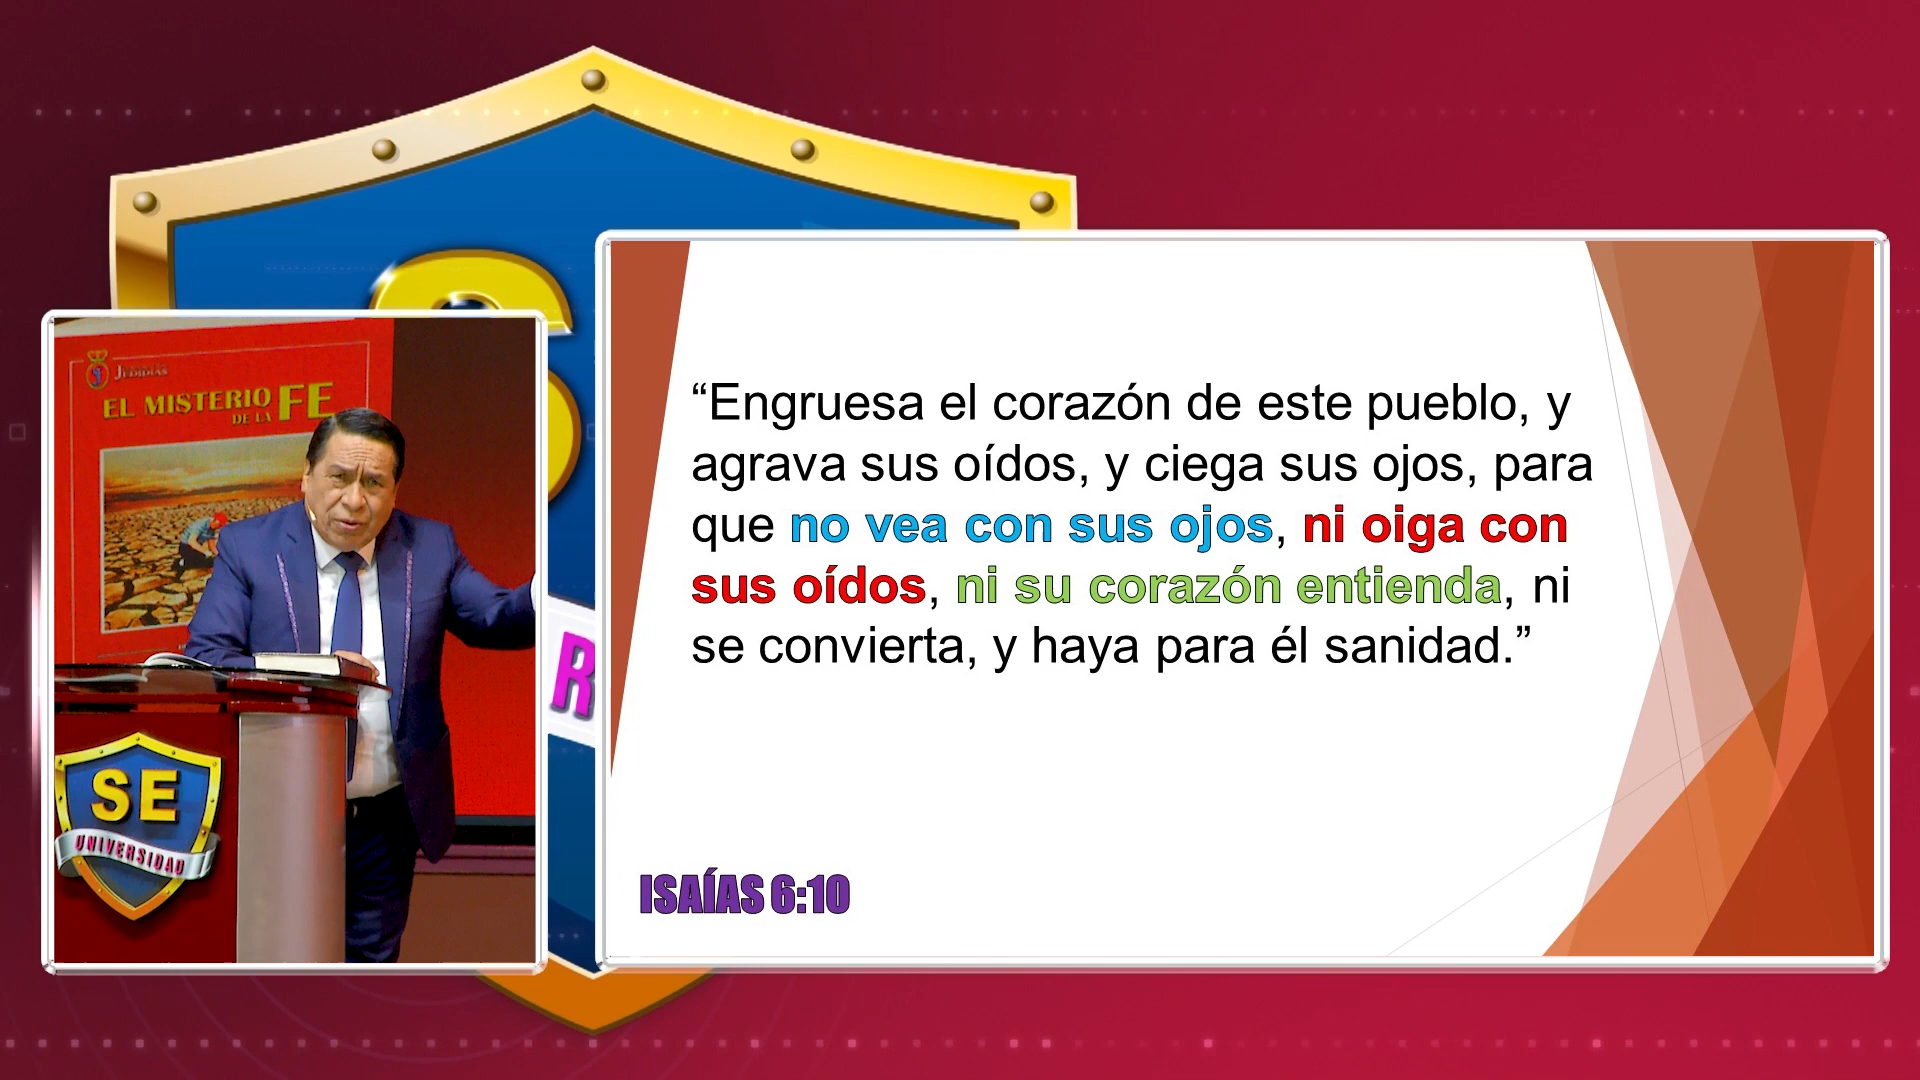 JEDIDÍAS
EL MISTERIO
DE LA FE
SE
UNIVERSIDAD
S
R
“Engruesa el corazón de este pueblo, y
agrava sus oídos, y ciega sus ojos, para
que no vea con sus ojos, ni oiga con
sus oídos, ni su corazón entienda, ni
se convierta, y haya para él sanidad.”
ISAÍAS 6:10